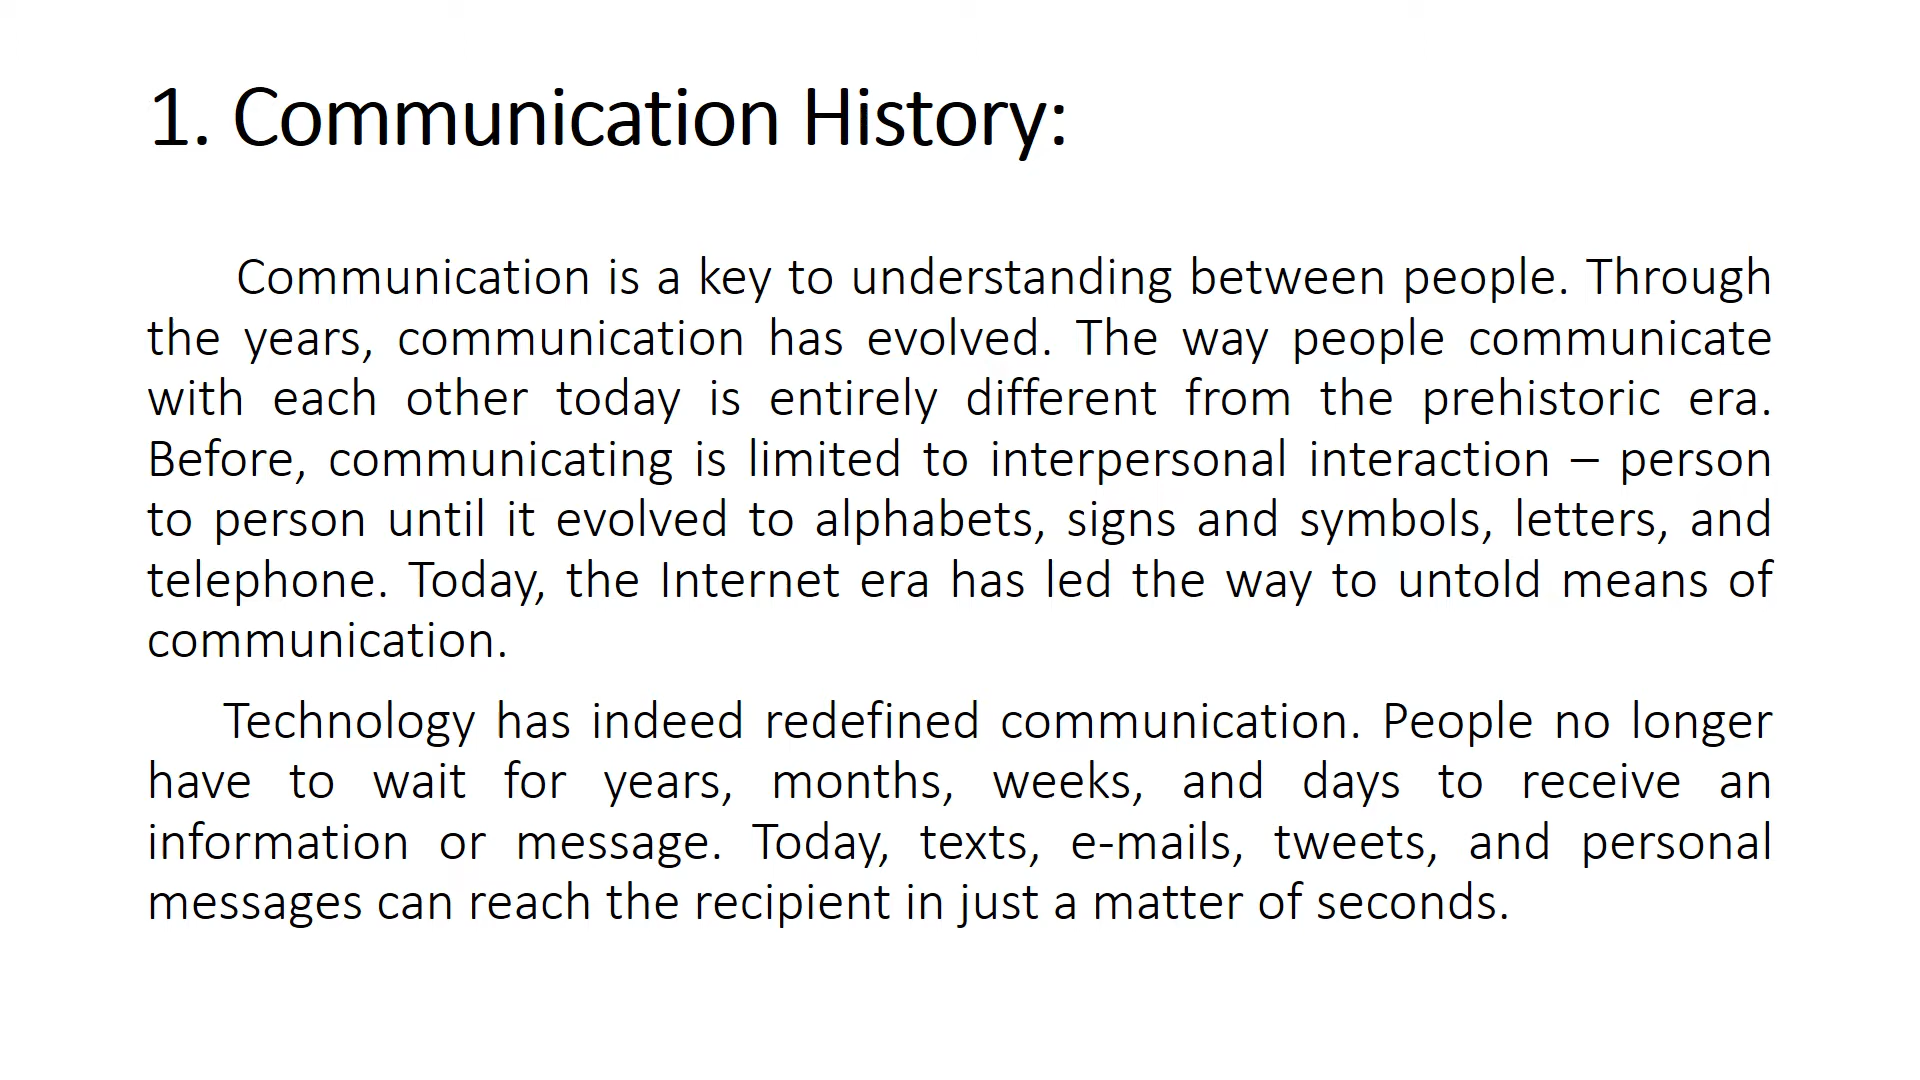 1. Communication History:
Communication is a key to understanding between people. Through
the years, communication has evolved. The way people communicate
with each other today is entirely different from the prehistoric era.
Before, communicating is limited to interpersonal interaction – person
to person until it evolved to alphabets, signs and symbols, letters, and
telephone. Today, the Internet era has led the way to untold means of
communication.
Technology has indeed redefined communication. People no longer
have to wait for years, months, weeks, and days to receive an
information or message. Today, texts, e-mails, tweets, and personal
messages can reach the recipient in just a matter of seconds.